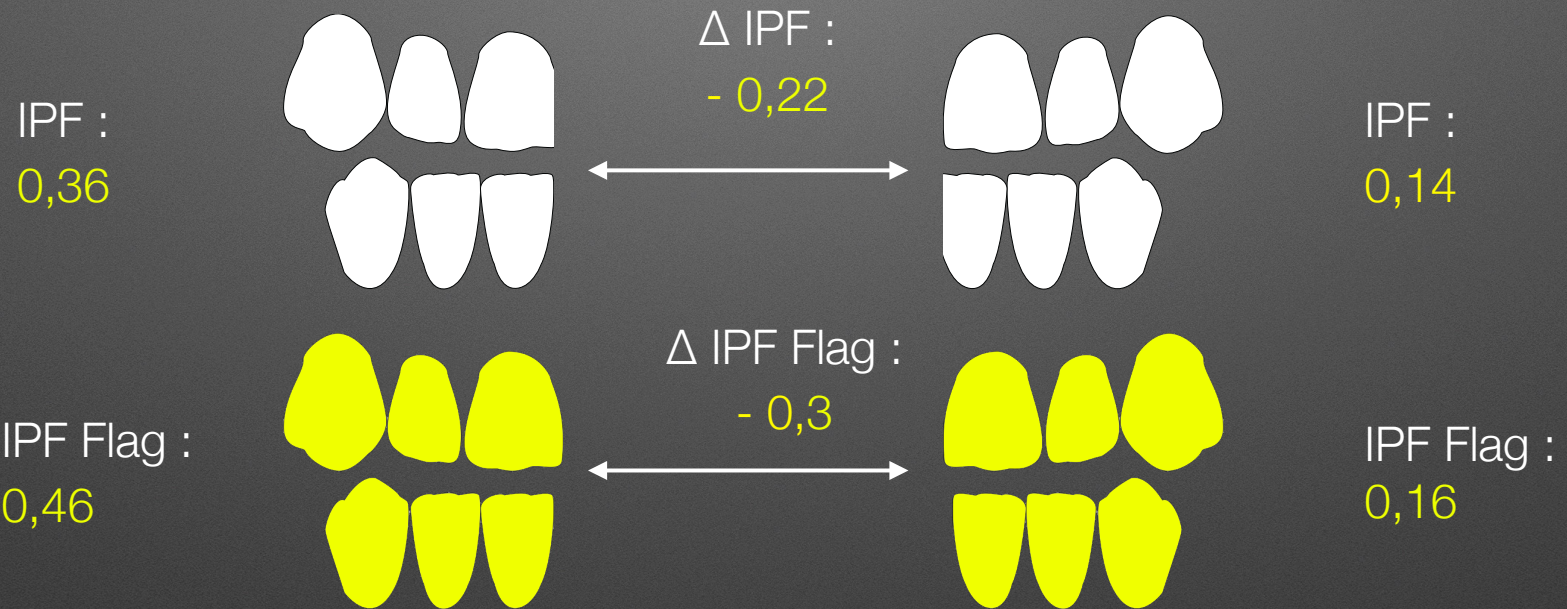 Δ IPF :
- 0,22
IPF :
0,36
IPF :
0,14
Δ IPF Flag :
- 0,3
IPF Flag :
0,46
IPF Flag :
0,16